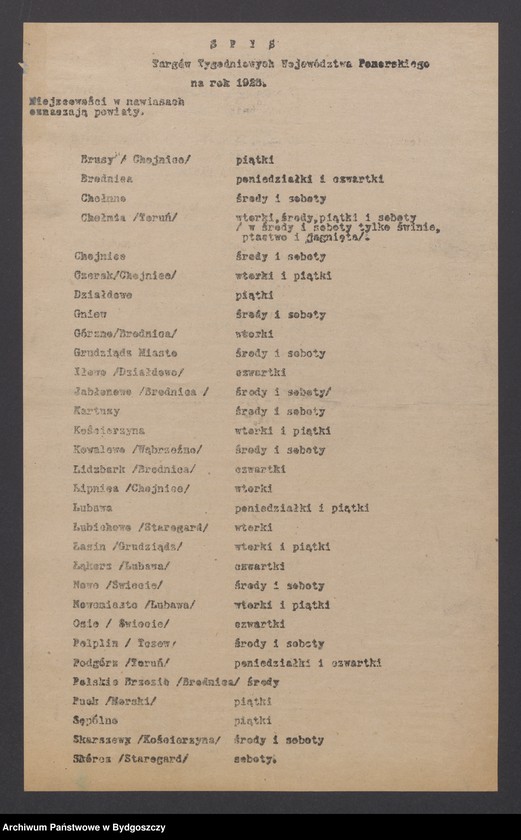 S P I S
Targów Tygodniowych Województwa Pomorskiego
na rok 1923.
Miejscowości w nawiasach
oznaczają powiaty.
Brusy / Chojnice/ piątki
Brodnica poniedziałki i czwartki
Chełmno środy i soboty
Chełmża /Toruń/ wtorki, środy, piątki i soboty
/ w środy i soboty tylko świnie,
ptactwo i jagnięta/.
Chojnice środy i soboty
Czersk/Chojnice/ wtorki i piątki
Działdowo piątki
Gniew środy i soboty
Górzno/Brodnica/ wtorki
Grudziądz Miasto środy i soboty
Iłowo /Działdowo/ czwartki
Jabłonowo /Brodnica / środy i soboty/
Kartuzy środy i soboty
Kościerzyna wtorki i piątki
Kowalewo /Wąbrzeźno/ środy i soboty
Lidzbark /Brodnica/ czwartki
Lipnica /Chojnice/ wtorki
Lubawa poniedziałki i piątki
Lubichowo /Starogard/ wtorki
Łasin /Grudziądz/ wtorki i piątki
Łąkorz /Lubawa/ czwartki
Nowe /Świecie/ środy i soboty
Nowemiasto /Lubawa/ wtorki i piątki
Osie / Świecie/ czwartki
Pelplin / Tczew/ środy i soboty
Podgórz /Toruń/ poniedziałki i czwartki
Polskie Brzozie /Brodnica/ środy
Puck /Morski/ piątki
Sępólno piątki
Skarszewy /Kościerzyna/ środy i soboty
Skórcz /Starogard/ soboty.
Archiwum Państwowe w Bydgoszczy